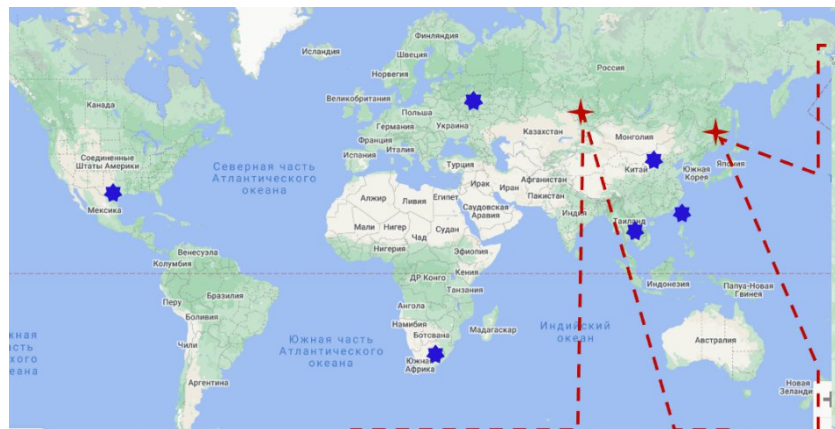 Финляндия
Исландия
Швеция
Россия
Норвегия
Канада
Великобритания
Польша
Германия
Украина
Казахстан
Монголия
Франция
Италия
Испания
Соединенные
Штаты Америки
Северная часть
Атлантического
океана
Турция
Китай
Южная
Корея
Япония
Афганистан
Ирак
Иран
Пакистан
Алжир
Ливия
Египет
Саудовская
Аравия
Индия
Мексика
Мали
Нигер
Судан
Чад
Таиланд
Венесуэла
Нигерия
Эфиопия
Колумбия
ДР Конго
Кения
Индонезия
Папуа-Новая
Гвинея
Танзания
Перу
Бразилия
Ангола
Боливия
Намибия
Ботсвана
Мадагаскар
Индийский
океан
Чили
Южная часть
Атлантического
океана
Австралия
Южная
Африка
Аргентина
Новая